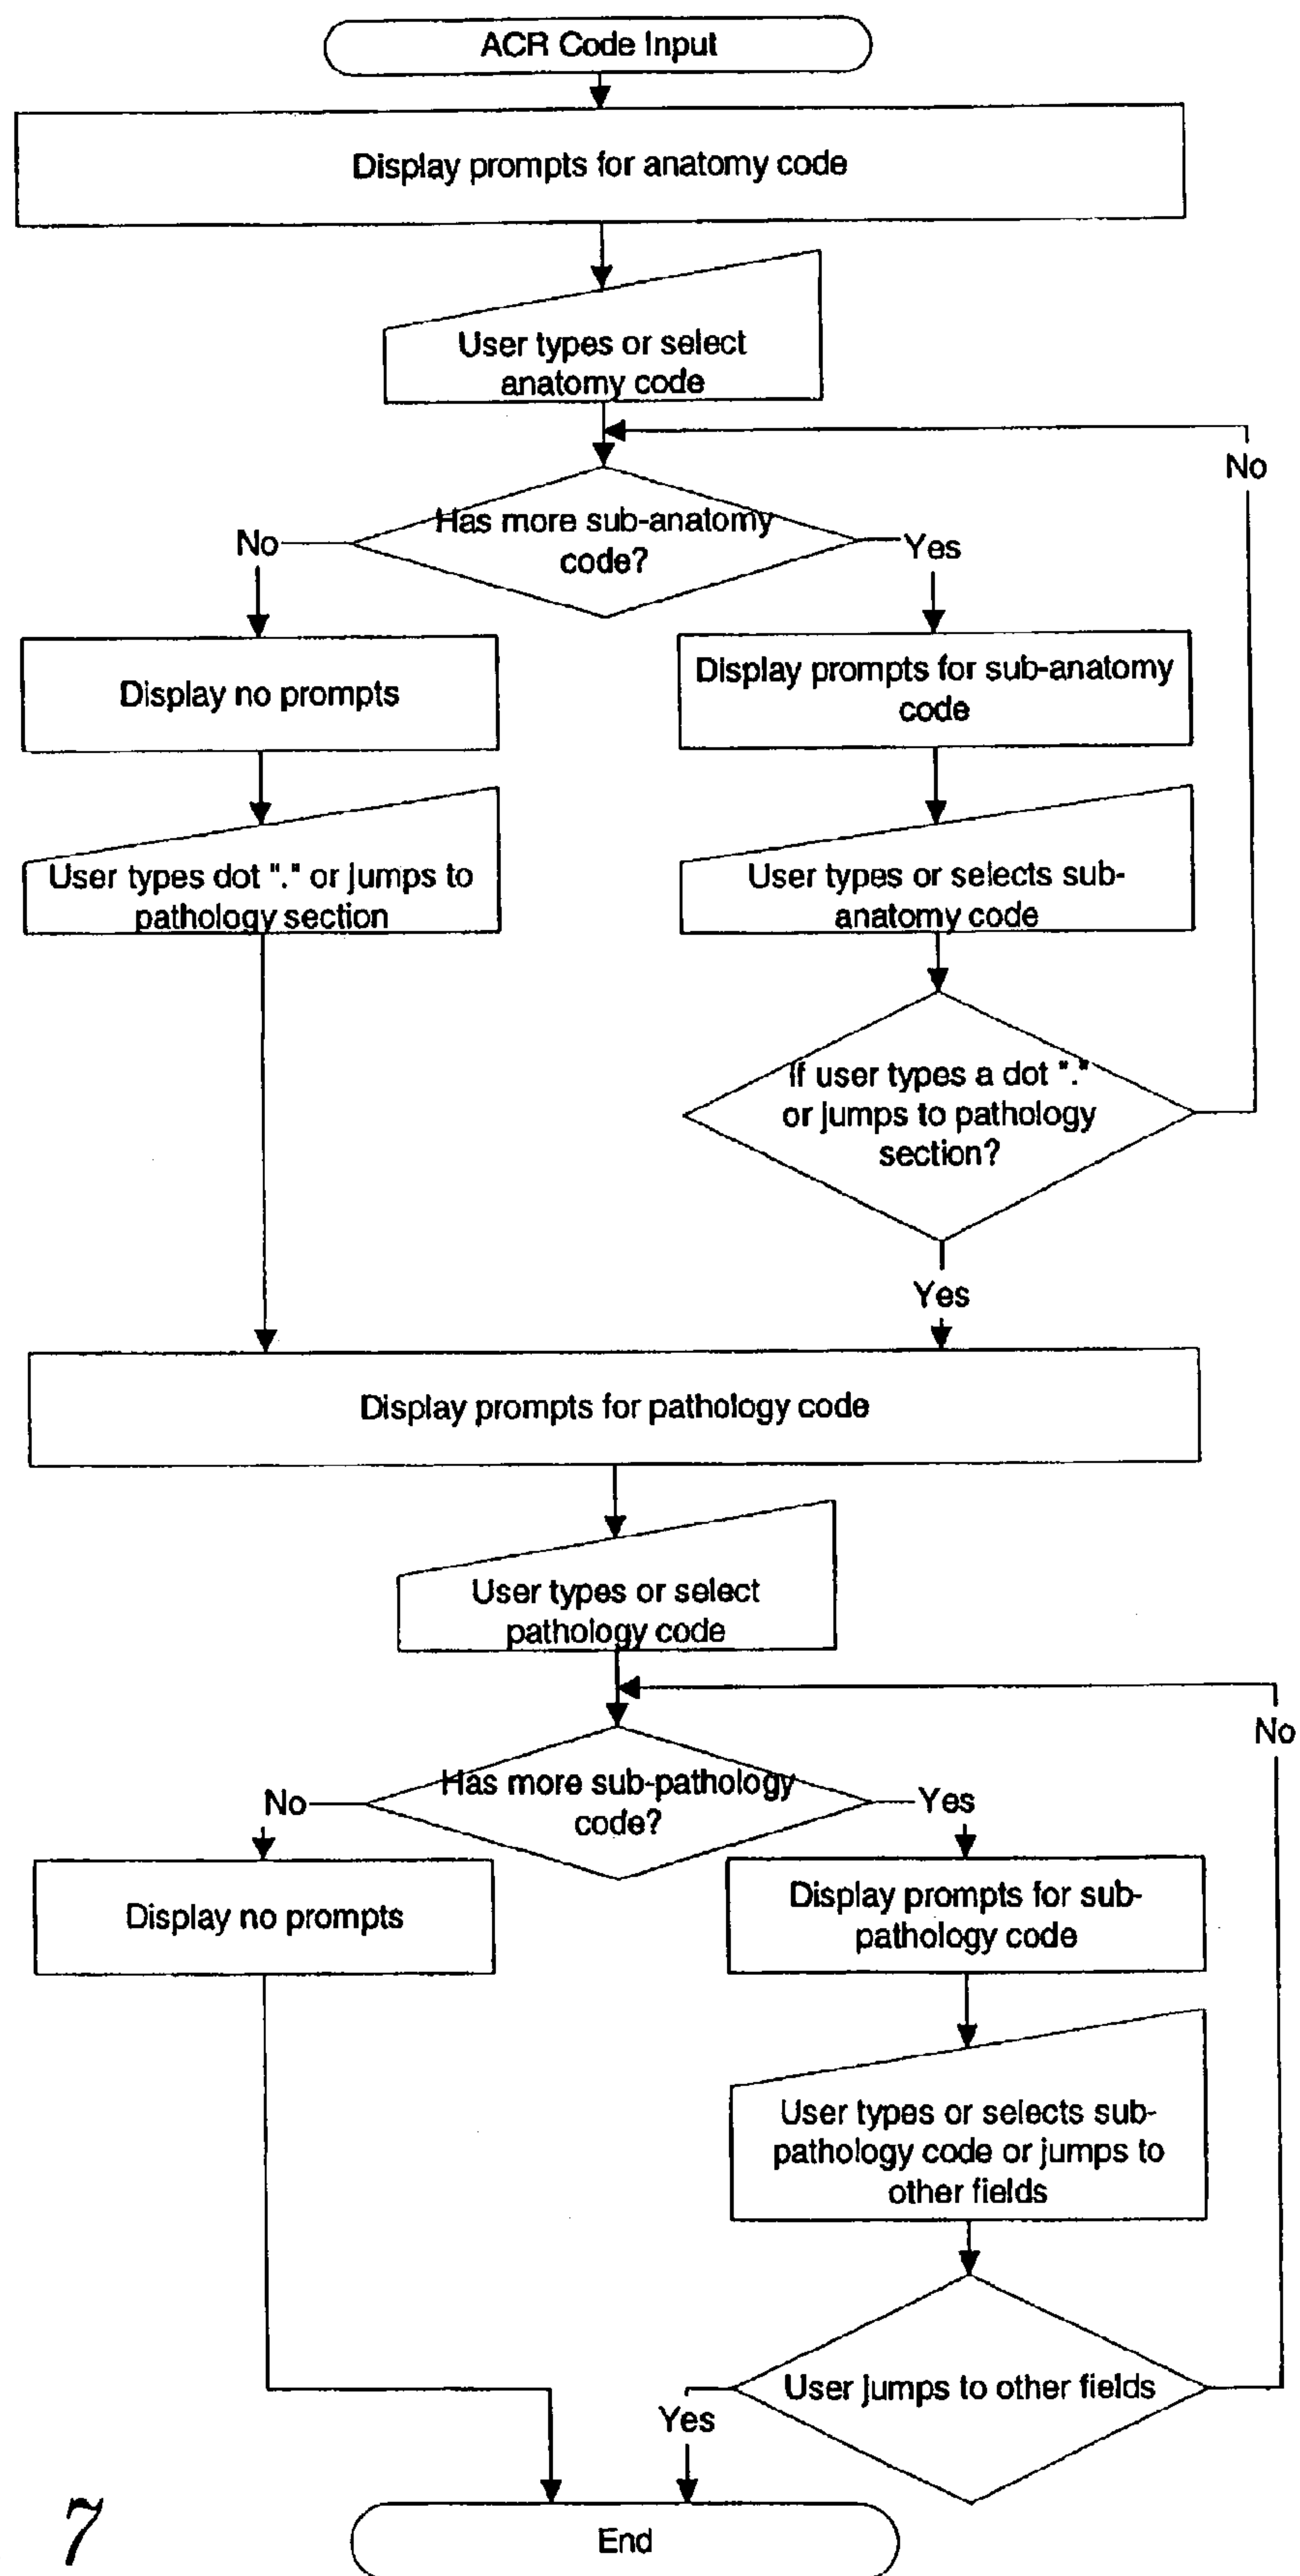 ACR Code Input
Display prompts for anatomy code
User types or select
anatomy code
No
Has more sub-anatomy
code?
No
Yes
Display no prompts
Display prompts for sub-anatomy
code
User types dot "." or jumps to
pathology section
User types or selects sub-
anatomy code
If user types a dot "."
or jumps to pathology
section?
Yes
Display prompts for pathology code
User types or select
pathology code
No
Has more sub-pathology
code?
No
Yes
Display no prompts
Display prompts for sub-
pathology code
User types or selects sub-
pathology code or jumps to
other fields
User jumps to other fields
Yes
End
7